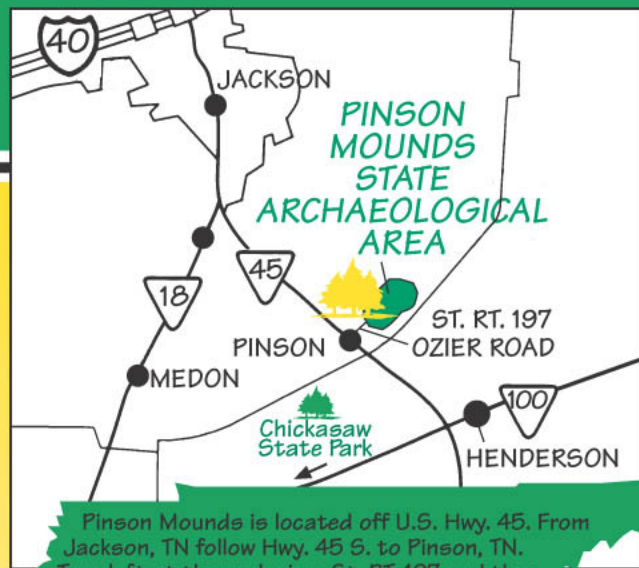 40
JACKSON
PINSON
MOUNDS
STATE
ARCHAEOLOGICAL
AREA
45
18
ST. RT. 197
OZIER ROAD
PINSON
MEDON
100
Chickasaw
State Park
HENDERSON
Pinson Mounds is located off U.S. Hwy. 45. From
Jackson, TN follow Hwy. 45 S. to Pinson, TN.